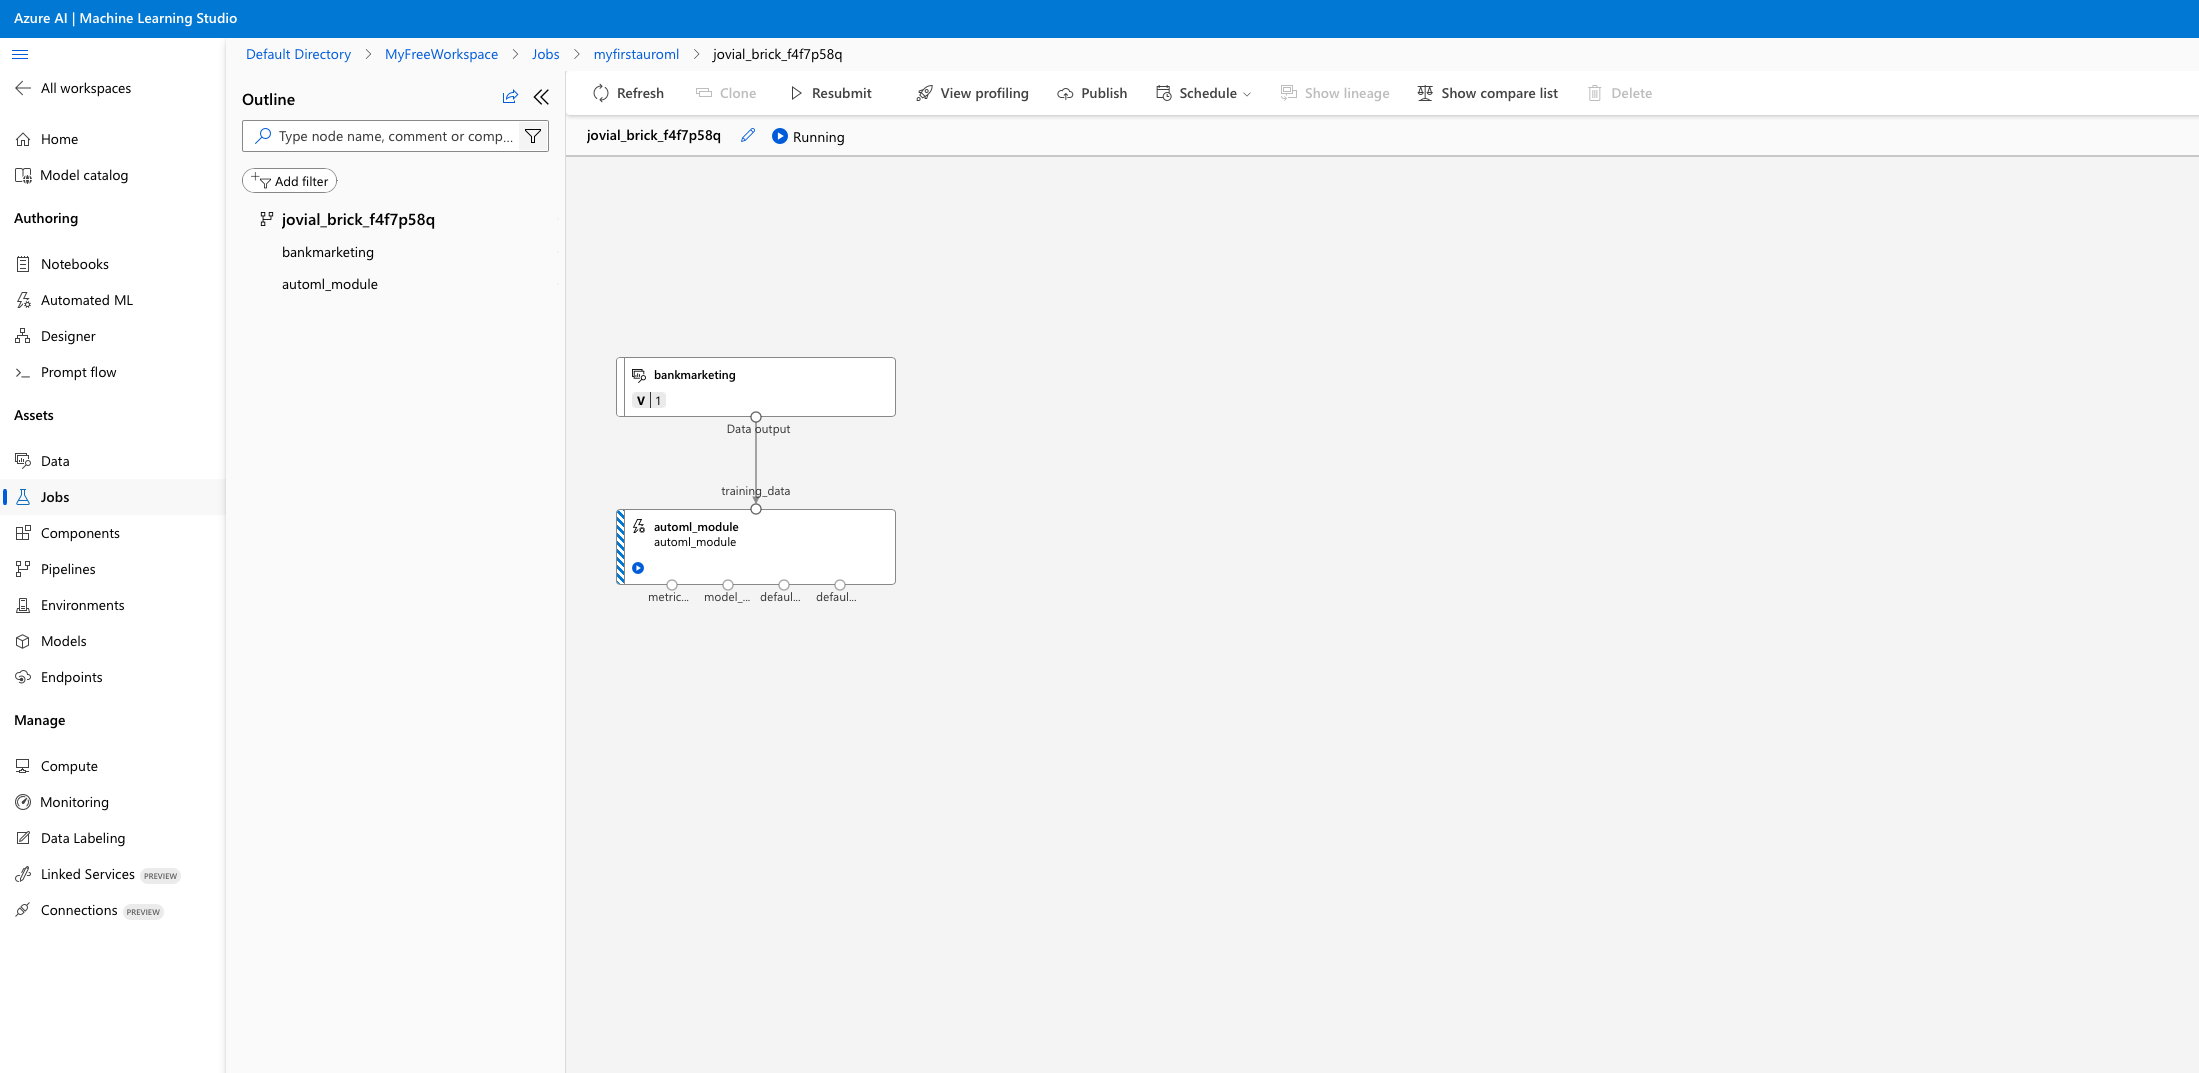 Azure AI | Machine Learning Studio
Default Directory > MyFreeWorkspace > Jobs > myfirstauroml > jovial_brick_f4f7p58q
All workspaces
Home
Model catalog
Authoring
Notebooks
Automated ML
Designer
Prompt flow
Assets
Data
Jobs
Components
Pipelines
Environments
Models
Endpoints
Manage
Compute
Monitoring
Data Labeling
Linked Services PREVIEW
Connections PREVIEW
Outline
Type node name, comment or comp...
Add filter
jovial_brick_f4f7p58q
bankmarketing
automl_module
Refresh Clone Resubmit View profiling Publish Schedule Show lineage Show compare list Delete
jovial_brick_f4f7p58q Running
bankmarketing
V | 1
Data output
training_data
automl_module
automl_module
metric... model_... defaul... defaul...